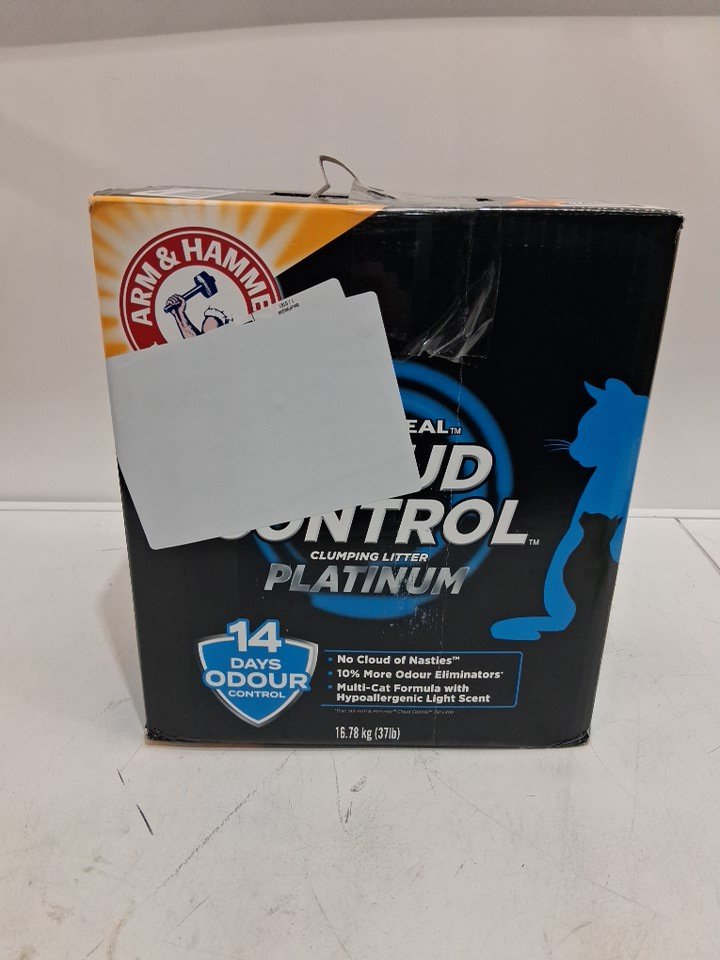 ARM & HAMME
EAL™
UD
ONTROL™
CLUMPING LITTER
PLATINUM
14
DAYS
ODOUR
CONTROL
• No Cloud of Nasties™
• 10% More Odour Eliminators*
• Multi-Cat Formula with
Hypoallergenic Light Scent
16.78 kg (37lb)